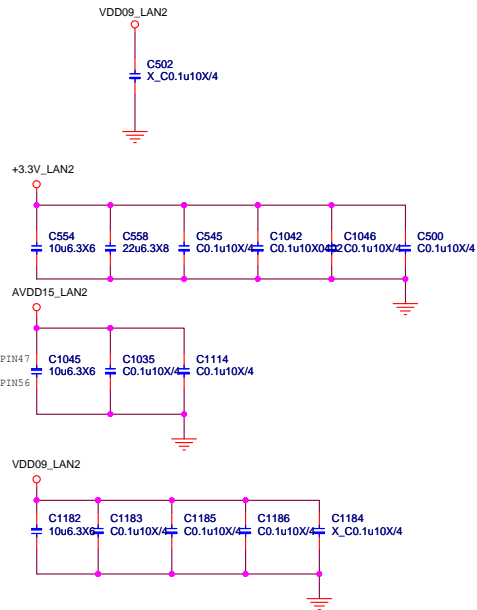 VDD09_LAN2
C502
X_C0.1u10X/4
+3.3V_LAN2
C554
10u6.3X6
C558
22u6.3X8
C545
C0.1u10X/4
C1042
C0.1u10X0402
C1046
C0.1u10X/4
C500
C0.1u10X/4
AVDD15_LAN2
PIN47
PIN56
C1045
10u6.3X6
C1035
C0.1u10X/4
C1114
C0.1u10X/4
VDD09_LAN2
C1182
10u6.3X6
C1183
C0.1u10X/4
C1185
C0.1u10X/4
C1186
C0.1u10X/4
C1184
X_C0.1u10X/4